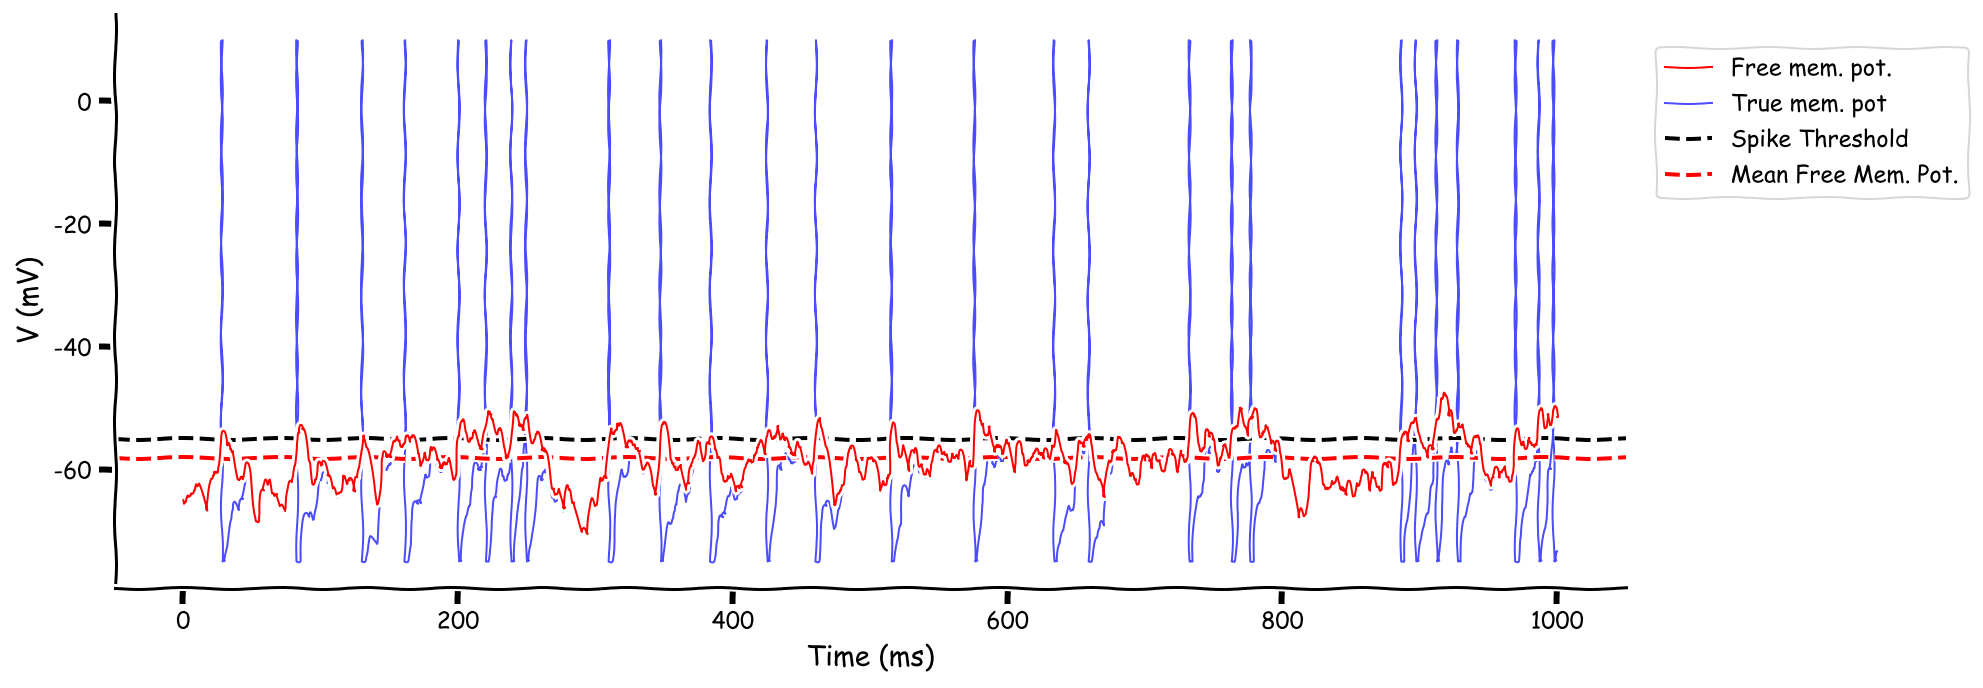 0
-20
-40
-60
V (mV)
0
200
400
600
800
1000
Time (ms)
Free mem. pot.
True mem. pot
Spike Threshold
Mean Free Mem. Pot.